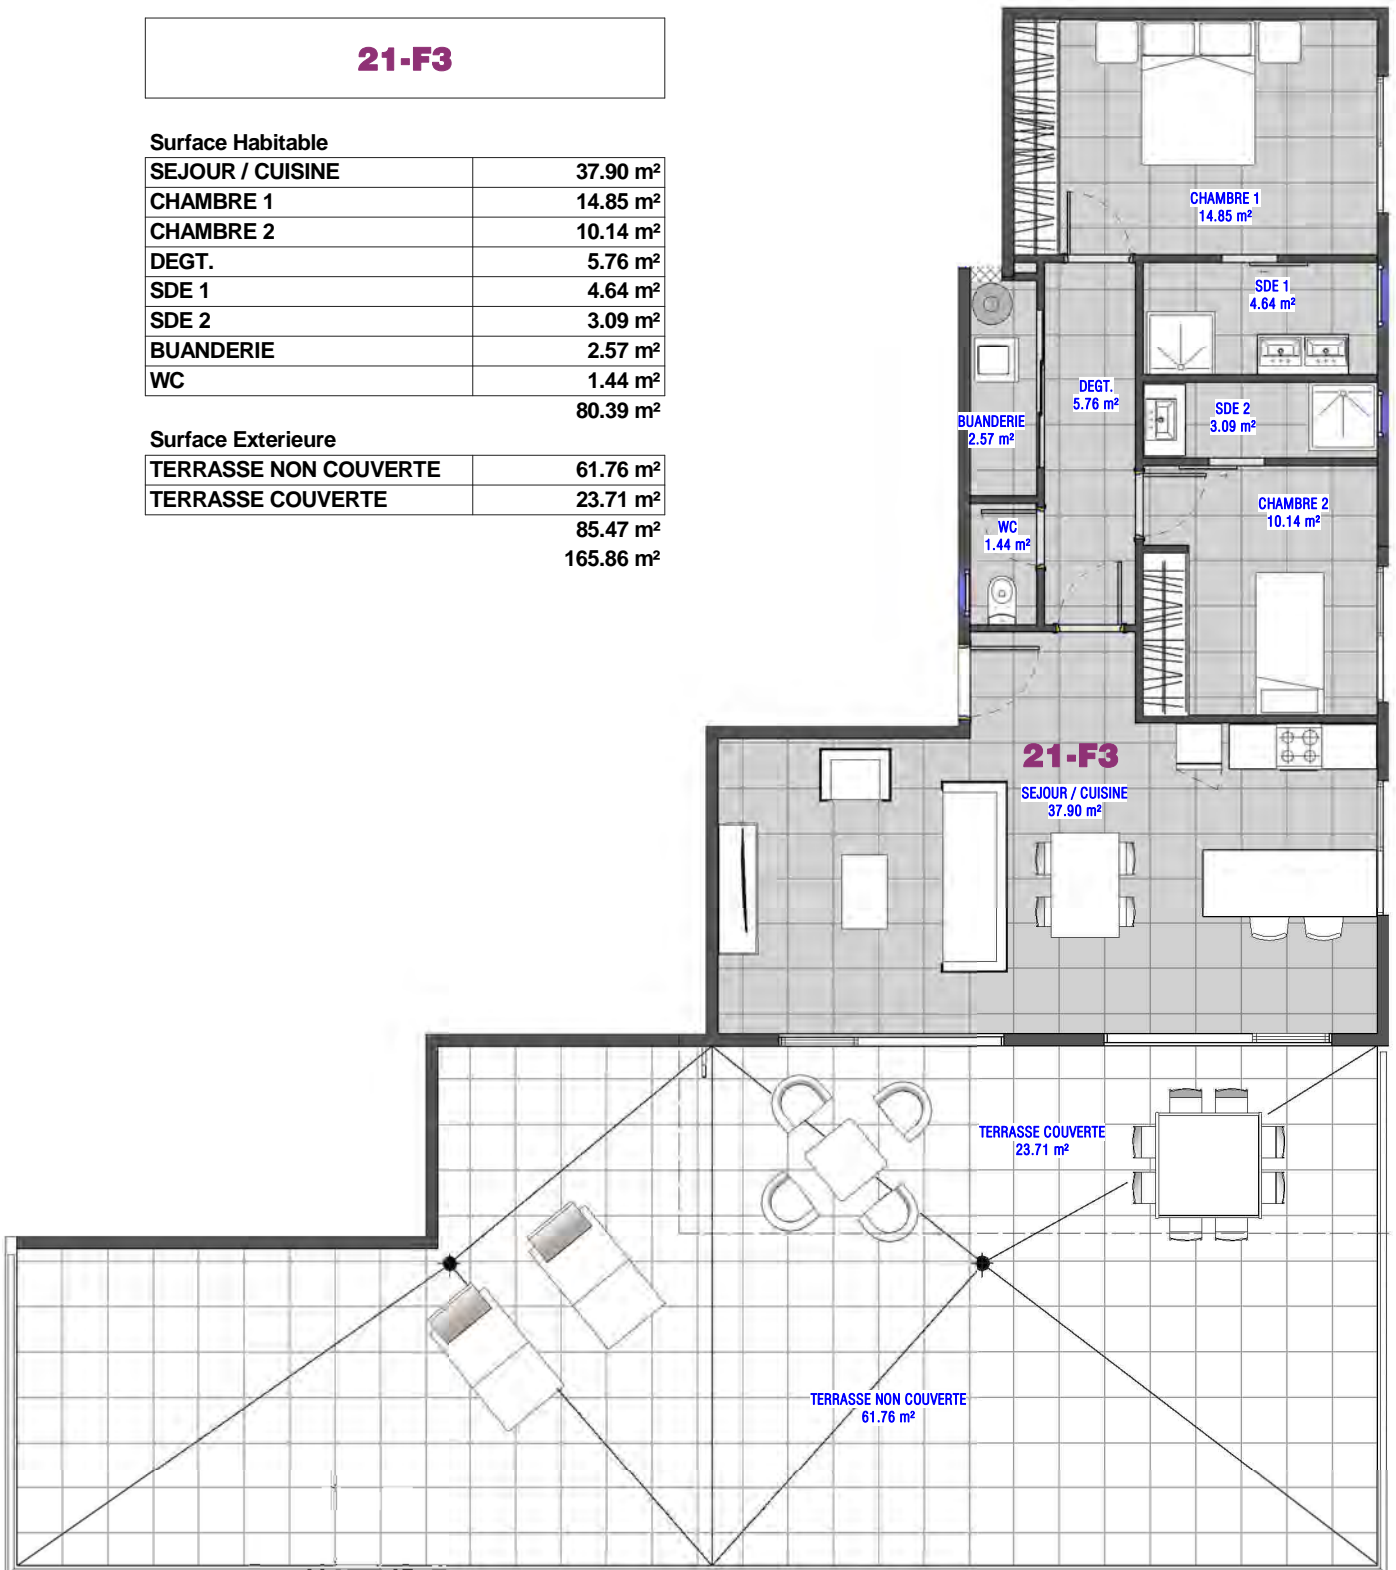 21-F3
Surface Habitable
SEJOUR / CUISINE 37.90 m²
CHAMBRE 1 14.85 m²
CHAMBRE 2 10.14 m²
DEGT. 5.76 m²
SDE 1 4.64 m²
SDE 2 3.09 m²
BUANDERIE 2.57 m²
WC 1.44 m²
80.39 m²
Surface Exterieure
TERRASSE NON COUVERTE 61.76 m²
TERRASSE COUVERTE 23.71 m²
85.47 m²
165.86 m²
CHAMBRE 1
14.85 m²
SDE 1
4.64 m²
DEGT.
5.76 m²
SDE 2
3.09 m²
BUANDERIE
2.57 m²
CHAMBRE 2
10.14 m²
WC
1.44 m²
21-F3
SEJOUR / CUISINE
37.90 m²
TERRASSE COUVERTE
23.71 m²
TERRASSE NON COUVERTE
61.76 m²